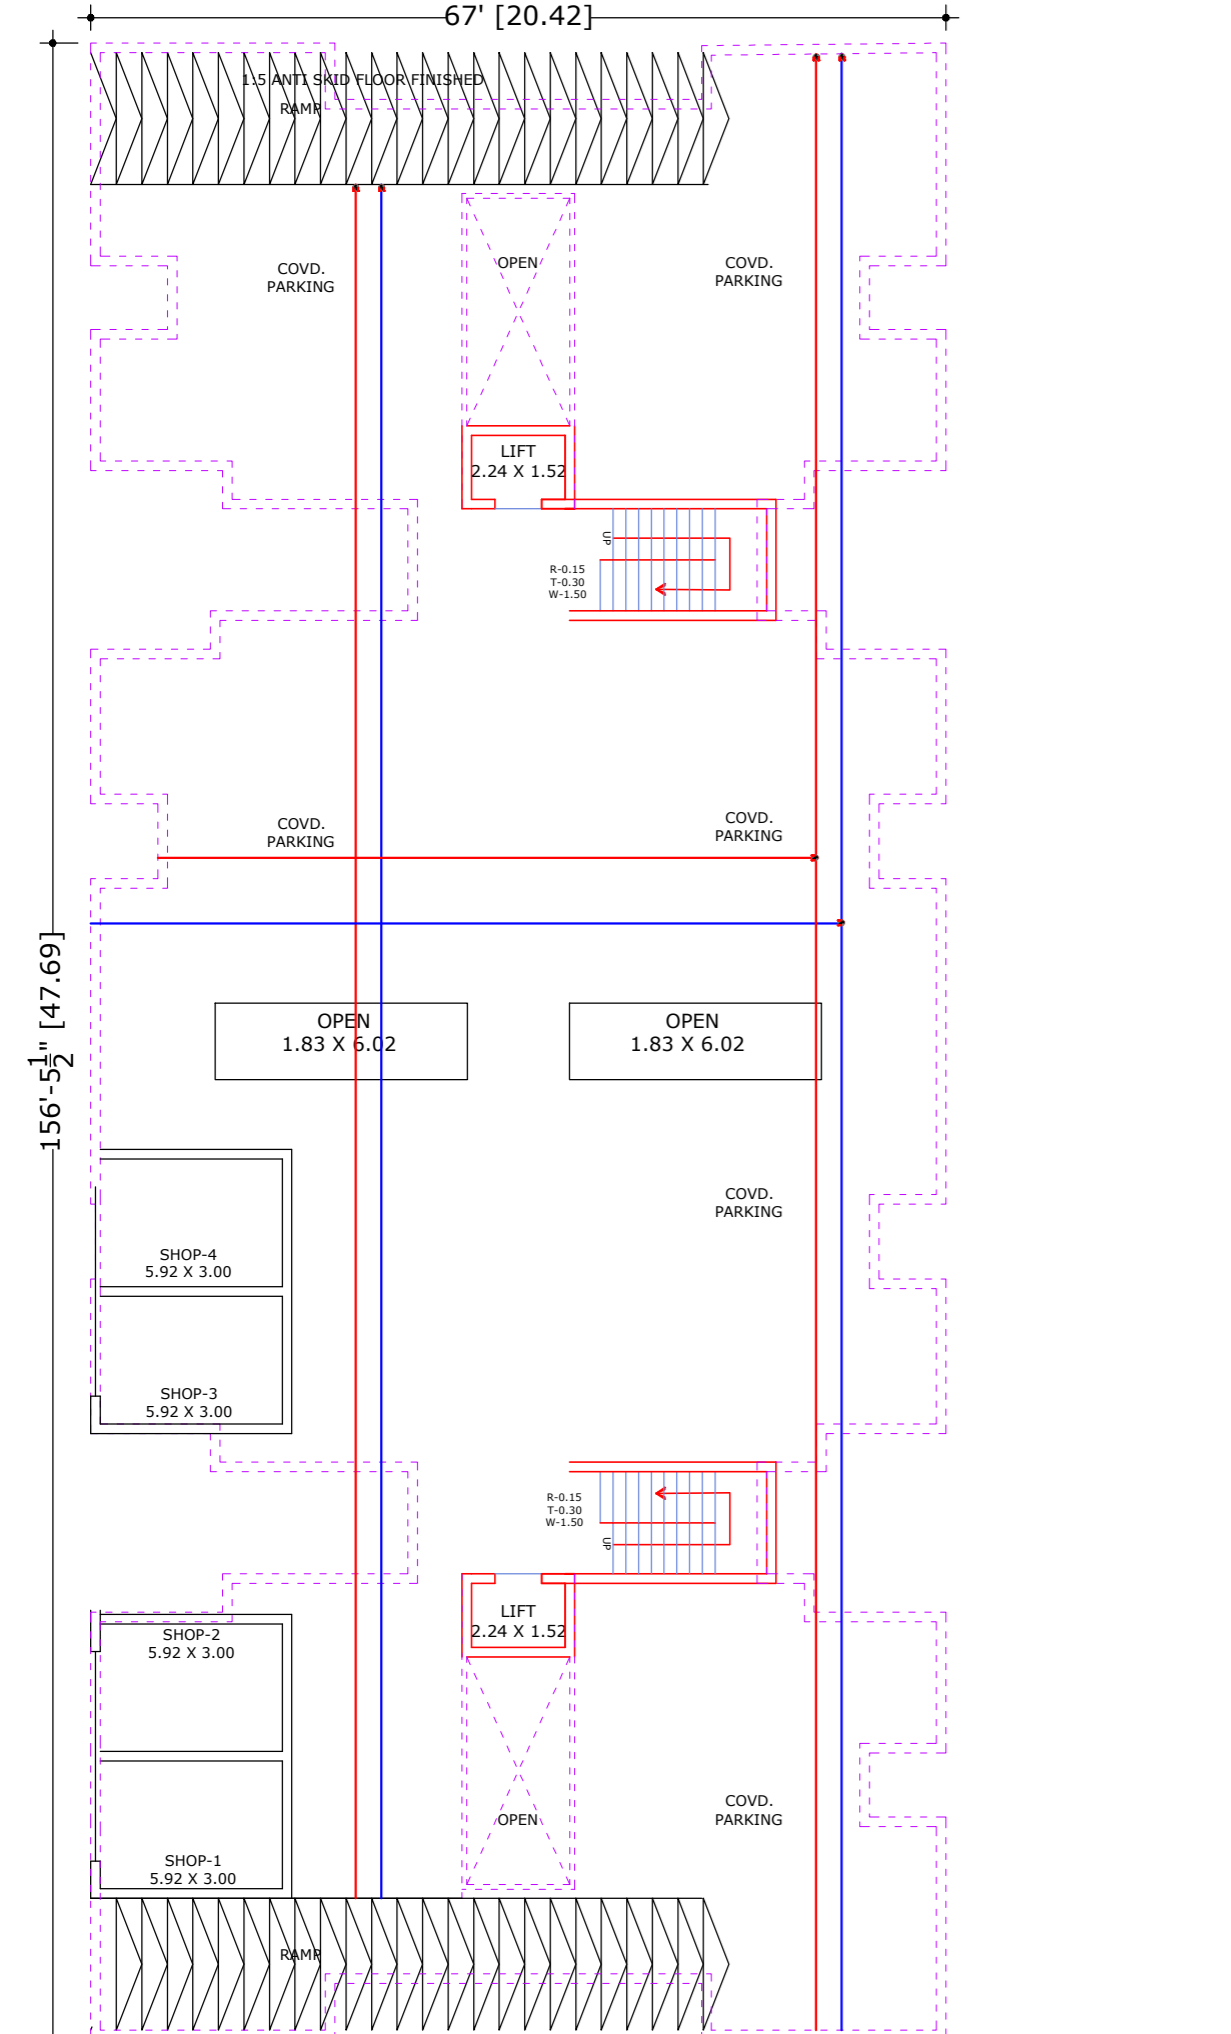 67' [20.42]
1:5 ANTI SKID FLOOR FINISHED
RAMP
OPEN
COVD.
PARKING
COVD.
PARKING
LIFT
2.24 X 1.52
UP
R-0.15
T-0.30
W-1.50
COVD.
PARKING
COVD.
PARKING
156'-5 1/2" [47.69]
OPEN
1.83 X 6.02
OPEN
1.83 X 6.02
COVD.
PARKING
SHOP-4
5.92 X 3.00
SHOP-3
5.92 X 3.00
R-0.15
T-0.30
W-1.50
UP
LIFT
2.24 X 1.52
SHOP-2
5.92 X 3.00
COVD.
PARKING
OPEN
SHOP-1
5.92 X 3.00
RAMP